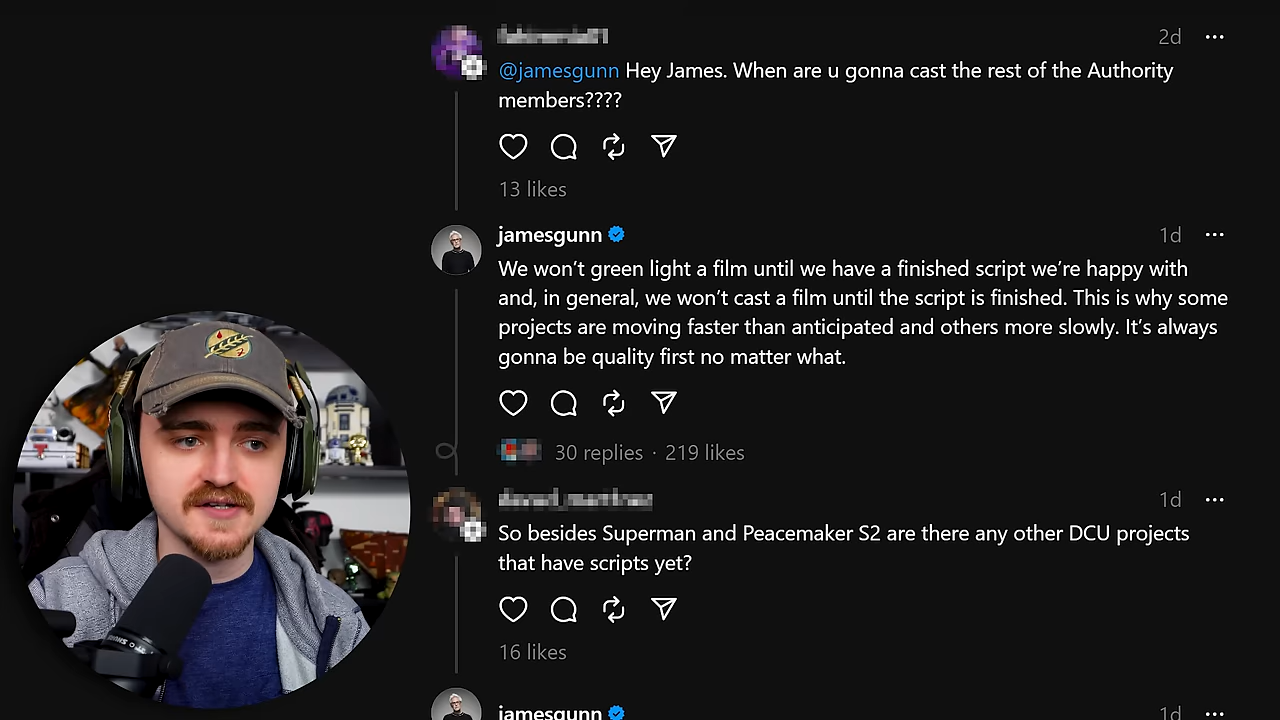 2d
@jamesgunn Hey James. When are u gonna cast the rest of the Authority
members????
13 likes
jamesgunn 1d
We won’t green light a film until we have a finished script we’re happy with
and, in general, we won’t cast a film until the script is finished. This is why some
projects are moving faster than anticipated and others more slowly. It’s always
gonna be quality first no matter what.
30 replies · 219 likes
1d
So besides Superman and Peacemaker S2 are there any other DCU projects
that have scripts yet?
16 likes
jamesgunn 1d